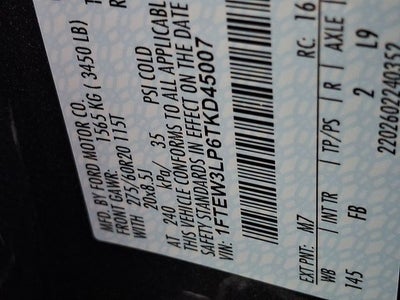 MFD. BY FORD MOTOR CO.
FRONT GAWR: 1565 KG ( 3450 LB)
WITH 275/60R20 115T
20x8.5J
AT 240 kPa/ 35 PSI COLD
THIS VEHICLE CONFORMS TO ALL APPLICABL
SAFETY STANDARDS IN EFFECT ON THE DATE
VIN: 1FTEW3LP6TKD45007
EXT PNT: M7 RC: 16
WB INT TR TP/PS R AXLE
145 FB 2 L9
2202602240352